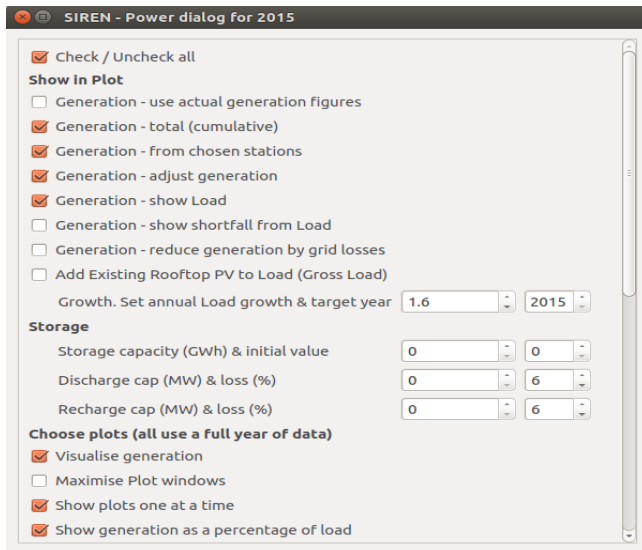 SIREN - Power dialog for 2015
Check / Uncheck all
Show in Plot
Generation - use actual generation figures
Generation - total (cumulative)
Generation - from chosen stations
Generation - adjust generation
Generation - show Load
Generation - show shortfall from Load
Generation - reduce generation by grid losses
Add Existing Rooftop PV to Load (Gross Load)
Growth. Set annual Load growth & target year 1.6 2015
Storage
Storage capacity (GWh) & initial value 0 0
Discharge cap (MW) & loss (%) 0 6
Recharge cap (MW) & loss (%) 0 6
Choose plots (all use a full year of data)
Visualise generation
Maximise Plot windows
Show plots one at a time
Show generation as a percentage of load